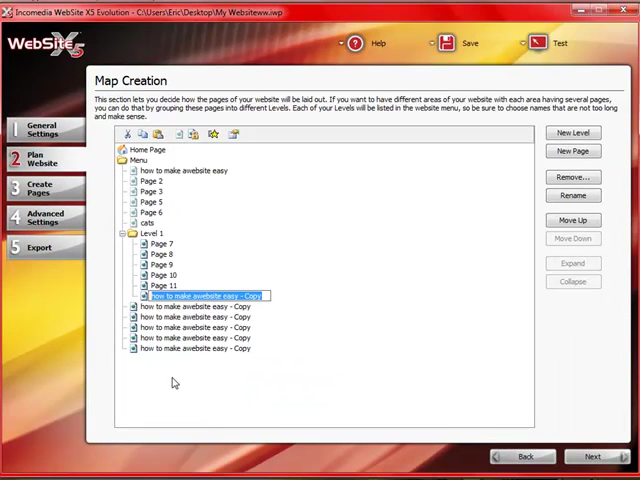 Incomedia WebSite X5 Evolution - C:\Users\Eric\Desktop\My Websiteww.iwp
WebSite X5
Help
Save
Test
Map Creation
This section lets you decide how the pages of your website will be laid out. If you want to have different areas of your website with each area having several pages,
you can do that by grouping these pages into different Levels. Each of your Levels will be listed in the website menu, so be sure to choose names that are not too long
and make sense.
1 General Settings
2 Plan Website
3 Create Pages
4 Advanced Settings
5 Export
Home Page
Menu
how to make awebsite easy
Page 2
Page 3
Page 5
Page 6
cats
Level 1
Page 7
Page 8
Page 9
Page 10
Page 11
how to make awebsite easy - Copy
how to make awebsite easy - Copy
how to make awebsite easy - Copy
how to make awebsite easy - Copy
how to make awebsite easy - Copy
how to make awebsite easy - Copy
New Level
New Page
Remove...
Rename
Move Up
Move Down
Expand
Collapse
Back
Next